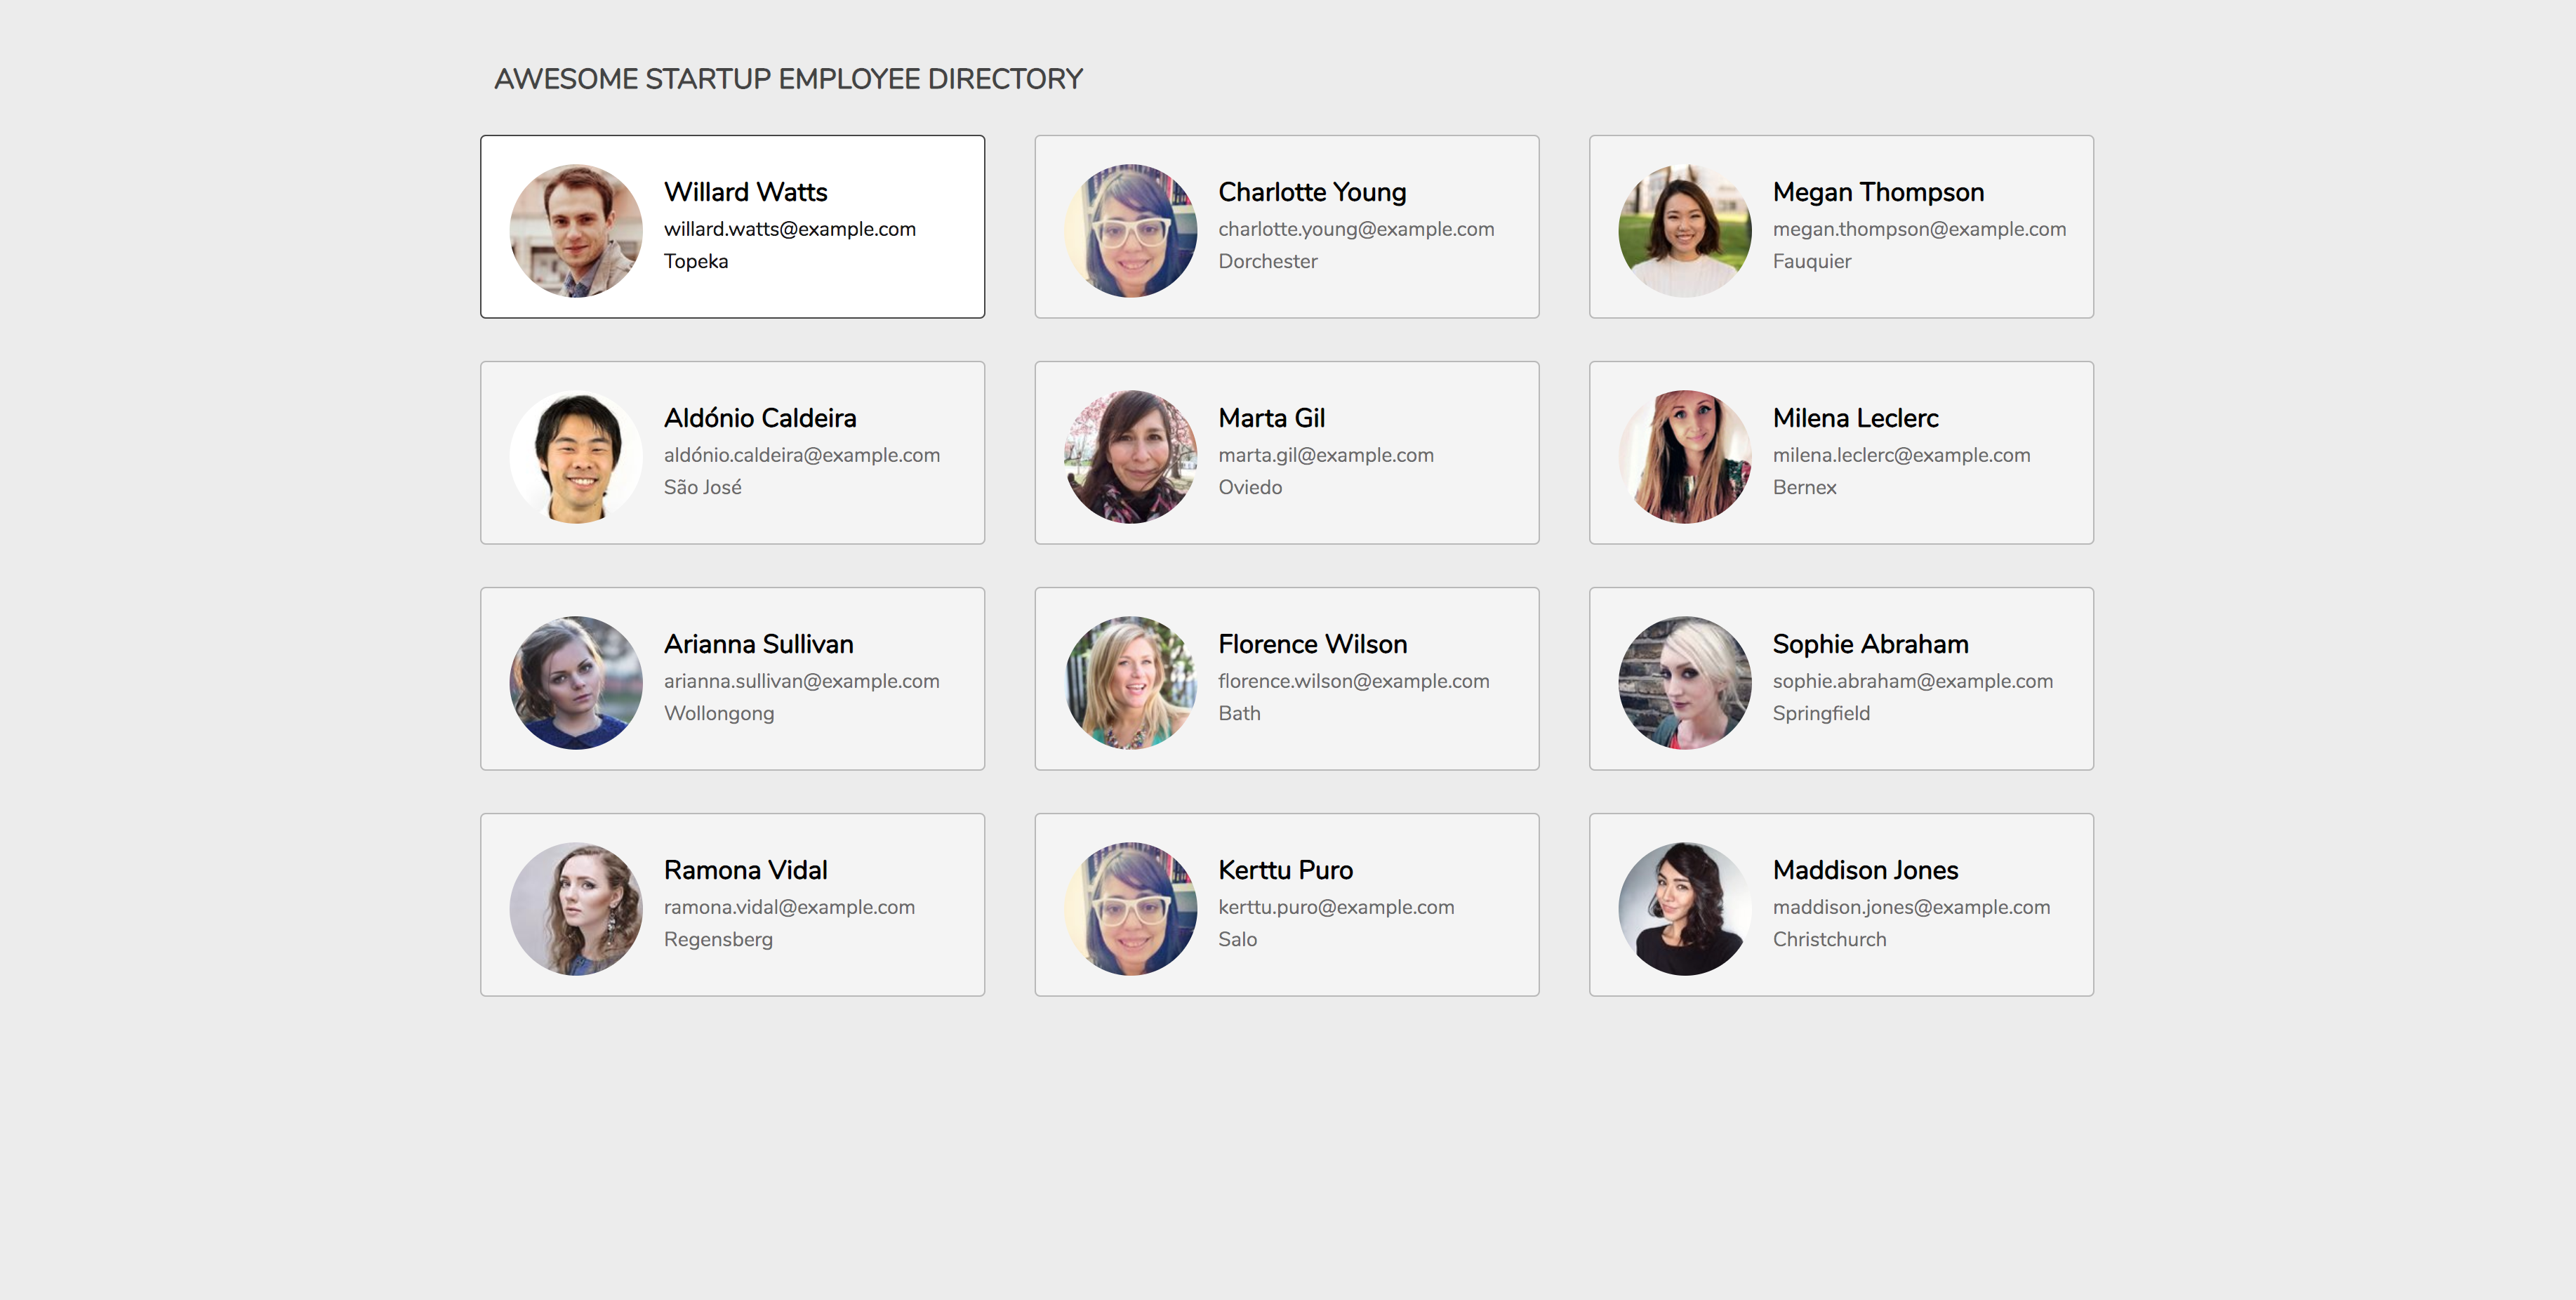 AWESOME STARTUP EMPLOYEE DIRECTORY
Willard Watts
willard.watts@example.com
Topeka
Charlotte Young
charlotte.young@example.com
Dorchester
Megan Thompson
megan.thompson@example.com
Fauquier
Aldónio Caldeira
aldónio.caldeira@example.com
São José
Marta Gil
marta.gil@example.com
Oviedo
Milena Leclerc
milena.leclerc@example.com
Bernex
Arianna Sullivan
arianna.sullivan@example.com
Wollongong
Florence Wilson
florence.wilson@example.com
Bath
Sophie Abraham
sophie.abraham@example.com
Springfield
Ramona Vidal
ramona.vidal@example.com
Regensberg
Kerttu Puro
kerttu.puro@example.com
Salo
Maddison Jones
maddison.jones@example.com
Christchurch